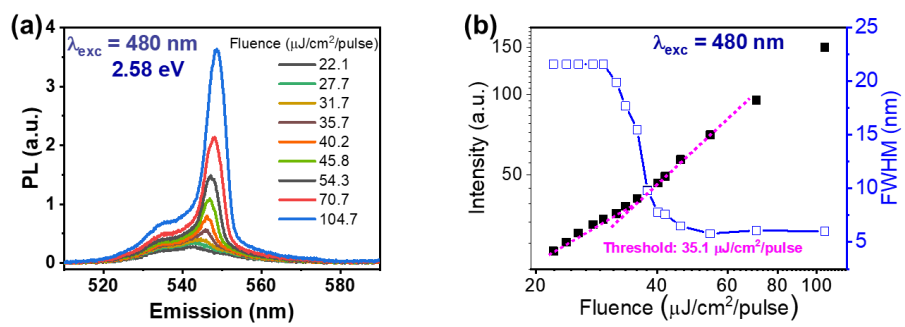 (a)
λexc = 480 nm
2.58 eV
Fluence (μJ/cm²/pulse)
22.1
27.7
31.7
35.7
40.2
45.8
54.3
70.7
104.7
PL (a.u.)
4
3
2
1
0
520 540 560 580
Emission (nm)
(b)
λexc = 480 nm
Intensity (a.u.)
150
100
50
Threshold: 35.1 μJ/cm²/pulse
20 40 60 80 100
Fluence (μJ/cm²/pulse)
25
20
15
10
5
FWHM (nm)